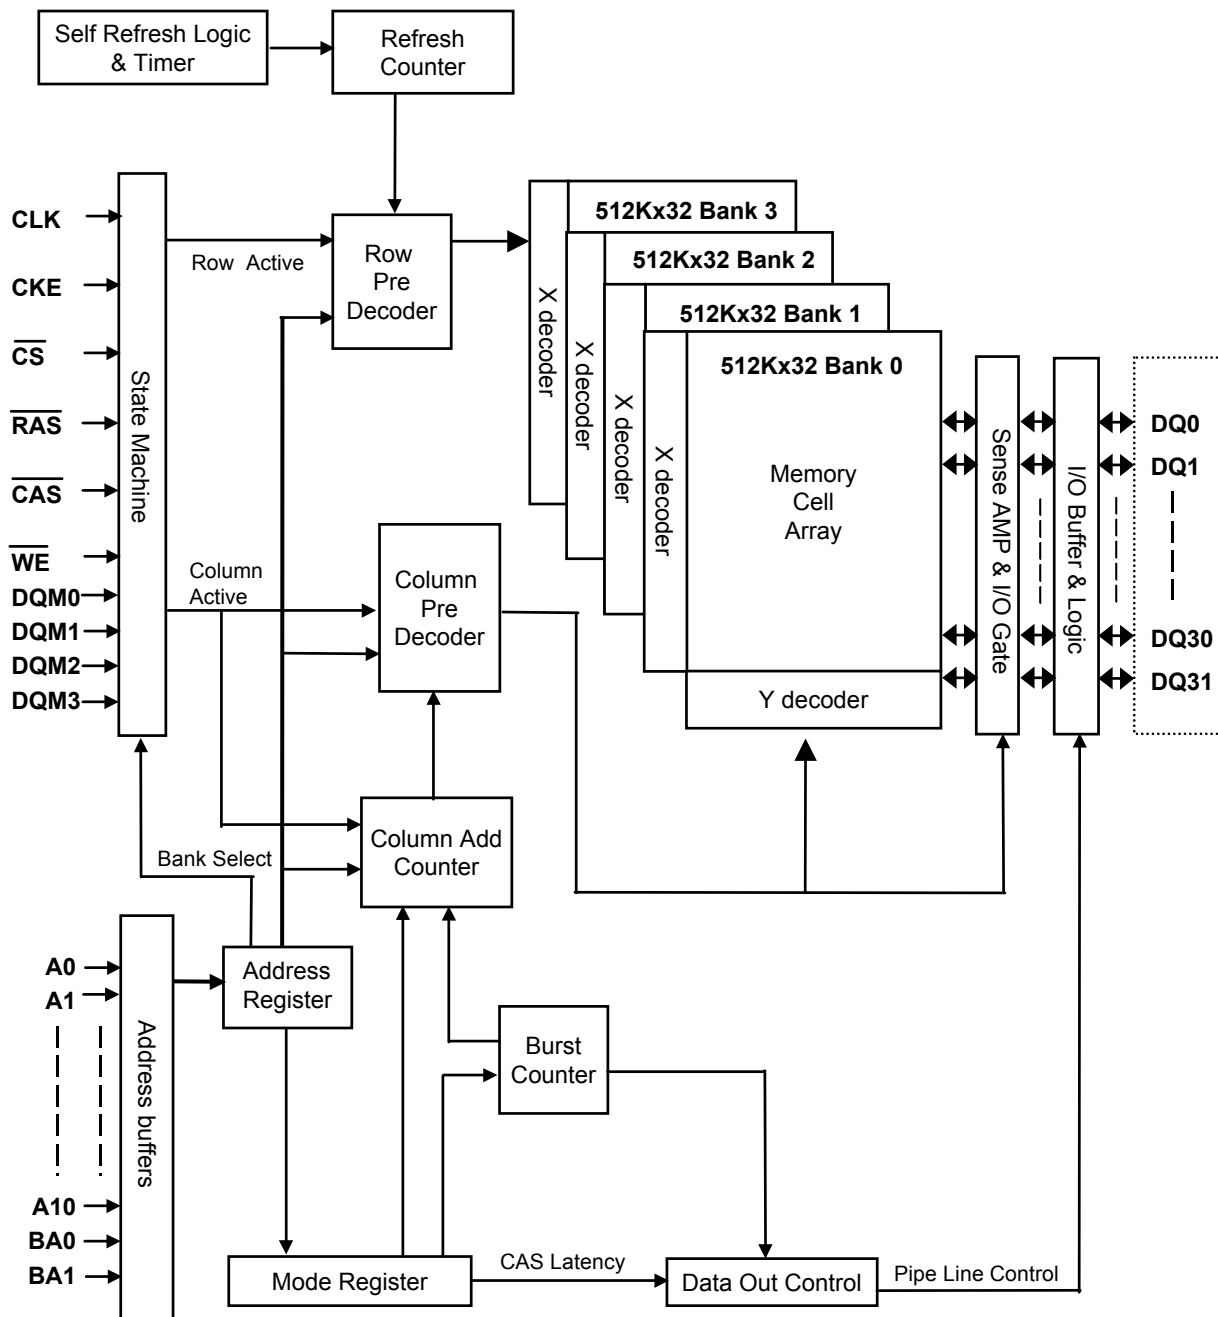 Self Refresh Logic
& Timer
Refresh
Counter
CLK
CKE
CS
RAS
CAS
WE
DQM0
DQM1
DQM2
DQM3
State Machine
Row Active
Row
Pre
Decoder
Column
Active
Column
Pre
Decoder
X decoder
512Kx32 Bank 3
X decoder
512Kx32 Bank 2
X decoder
512Kx32 Bank 1
X decoder
512Kx32 Bank 0
Memory
Cell
Array
Y decoder
Sense AMP & I/O Gate
I/O Buffer & Logic
DQ0
DQ1
DQ30
DQ31
Bank Select
Column Add
Counter
A0
A1
A10
BA0
BA1
Address buffers
Address
Register
Burst
Counter
Mode Register
CAS Latency
Data Out Control
Pipe Line Control